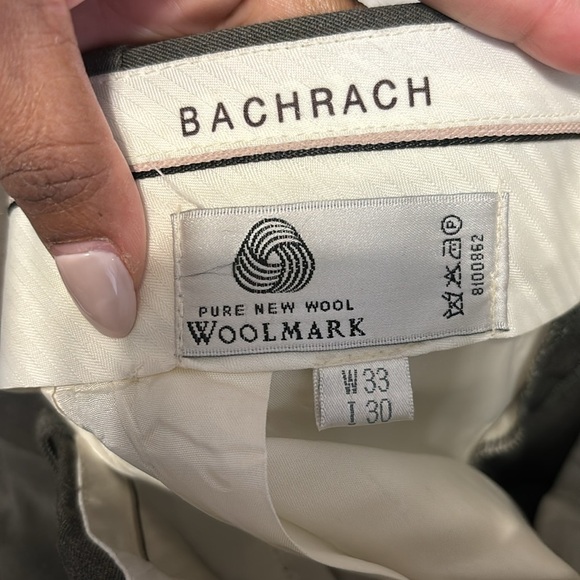 BACHRACH
PURE NEW WOOL
WOOLMARK
P
8100862
W 33
I 30